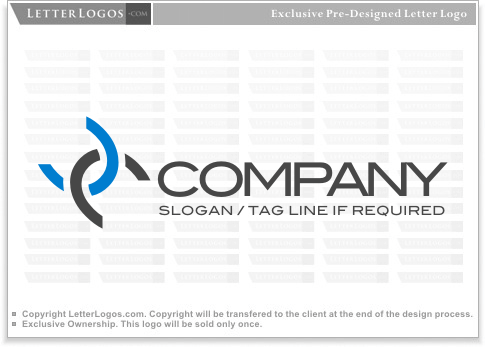 LETTERLOGOS.COM
Exclusive Pre-Designed Letter Logo
COMPANY
SLOGAN / TAG LINE IF REQUIRED
Copyright LetterLogos.com. Copyright will be transfered to the client at the end of the design process.
Exclusive Ownership. This logo will be sold only once.